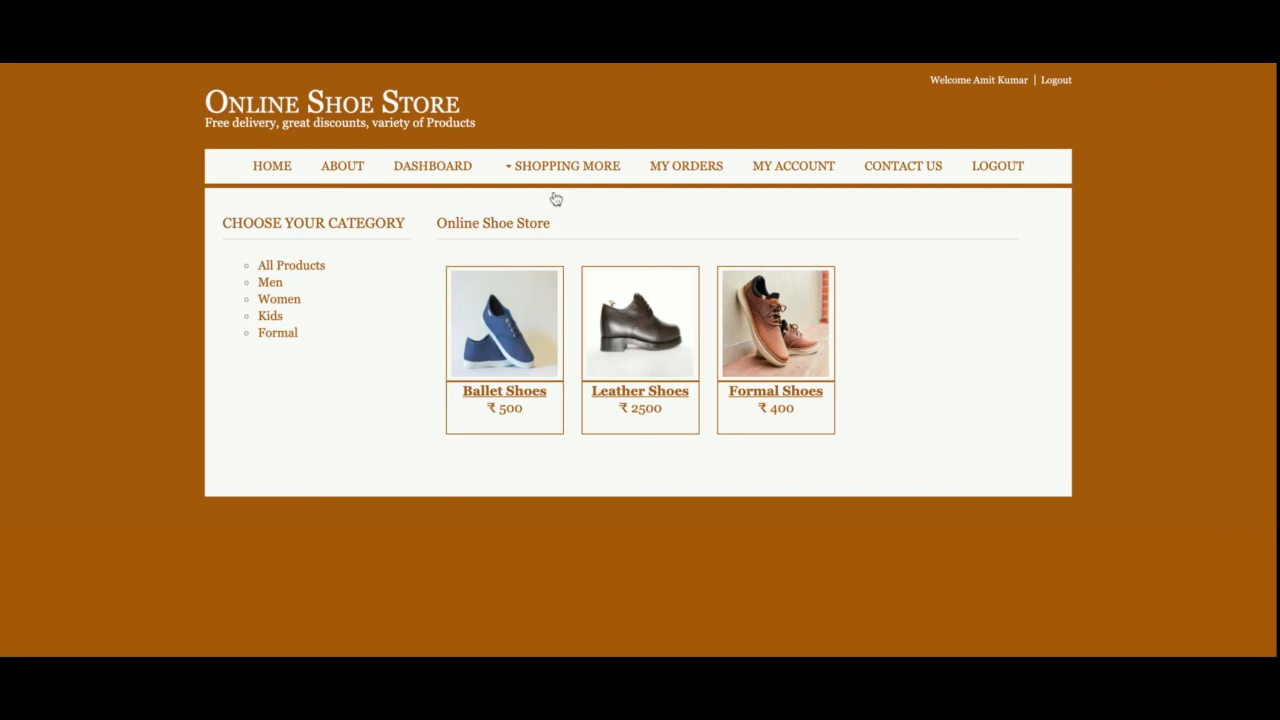 Welcome Amit Kumar | Logout
Online Shoe Store
Free delivery, great discounts, variety of Products
HOME ABOUT DASHBOARD SHOPPING MORE MY ORDERS MY ACCOUNT CONTACT US LOGOUT
CHOOSE YOUR CATEGORY
All Products
Men
Women
Kids
Formal
Online Shoe Store
Ballet Shoes
₹ 500
Leather Shoes
₹ 2500
Formal Shoes
₹ 400